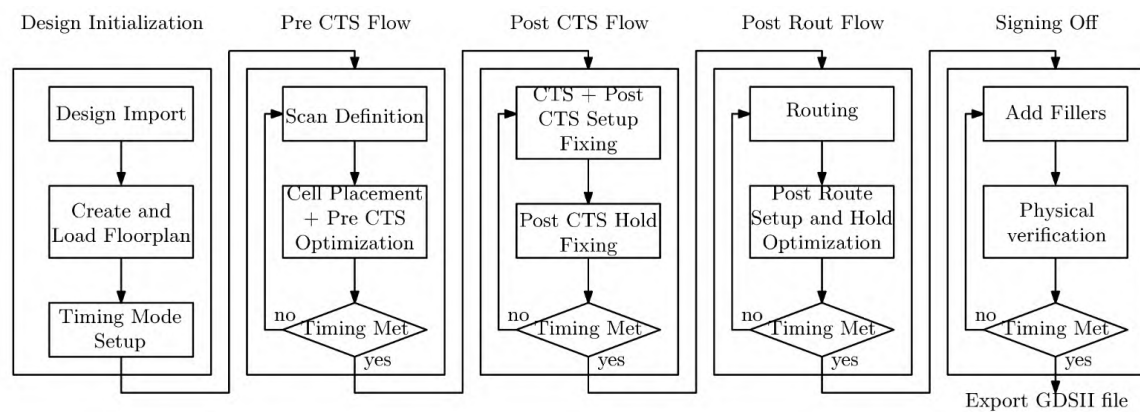 Design Initialization
Design Import
Create and
Load Floorplan
Timing Mode
Setup
Pre CTS Flow
Scan Definition
Cell Placement
+ Pre CTS
Optimization
no
Timing Met
yes
Post CTS Flow
CTS + Post
CTS Setup
Fixing
Post CTS Hold
Fixing
no
Timing Met
yes
Post Rout Flow
Routing
Post Route
Setup and Hold
Optimization
no
Timing Met
yes
Signing Off
Add Fillers
Physical
verification
no
Timing Met
yes
Export GDSII file